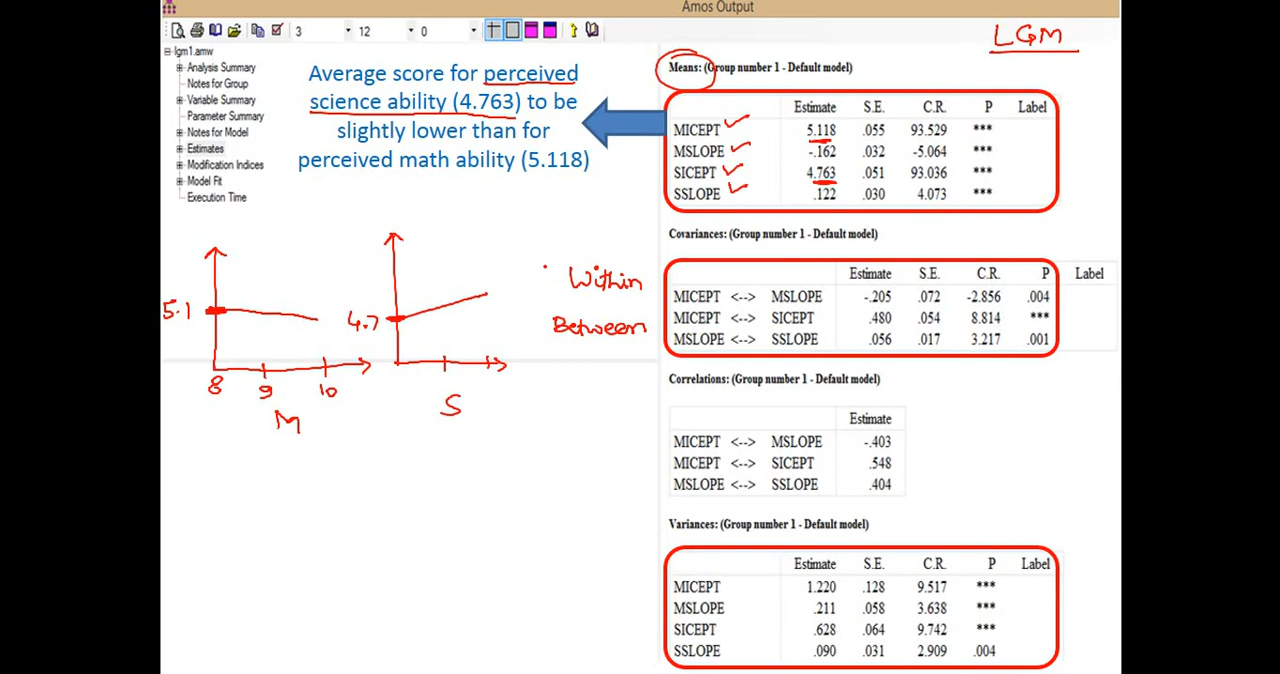 Amos Output
3
12
0
LGM
lgm1.amw
Analysis Summary
Notes for Group
Variable Summary
Parameter Summary
Notes for Model
Estimates
Modification Indices
Model Fit
Execution Time
Average score for perceived
science ability (4.763) to be
slightly lower than for
perceived math ability (5.118)
Means: (Group number 1 - Default model)
Estimate S.E. C.R. P Label
MICEPT 5.118 .055 93.529 ***
MSLOPE -.162 .032 -5.064 ***
SICEPT 4.763 .051 93.036 ***
SSLOPE .122 .030 4.073 ***
Covariances: (Group number 1 - Default model)
Estimate S.E. C.R. P Label
MICEPT <--> MSLOPE -.205 .072 -2.856 .004
MICEPT <--> SICEPT .480 .054 8.814 ***
MSLOPE <--> SSLOPE .056 .017 3.217 .001
Correlations: (Group number 1 - Default model)
Estimate
MICEPT <--> MSLOPE -.403
MICEPT <--> SICEPT .548
MSLOPE <--> SSLOPE .404
Variances: (Group number 1 - Default model)
Estimate S.E. C.R. P Label
MICEPT 1.220 .128 9.517 ***
MSLOPE .211 .058 3.638 ***
SICEPT .628 .064 9.742 ***
SSLOPE .090 .031 2.909 .004
5.1
8 9 10
M
4.7
S
Within
Between